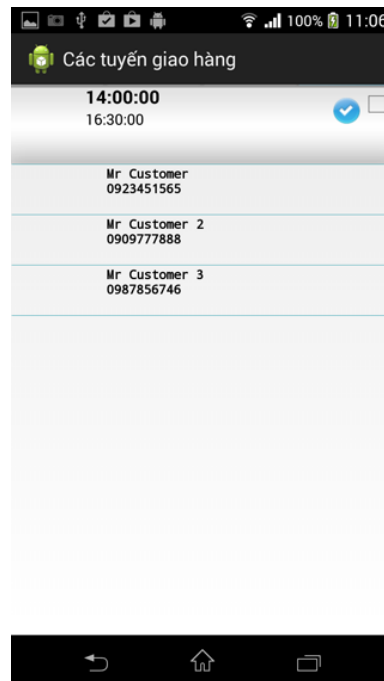 100% 11:06
Các tuyến giao hàng
14:00:00
16:30:00
Mr Customer
0923451565
Mr Customer 2
0909777888
Mr Customer 3
0987856746